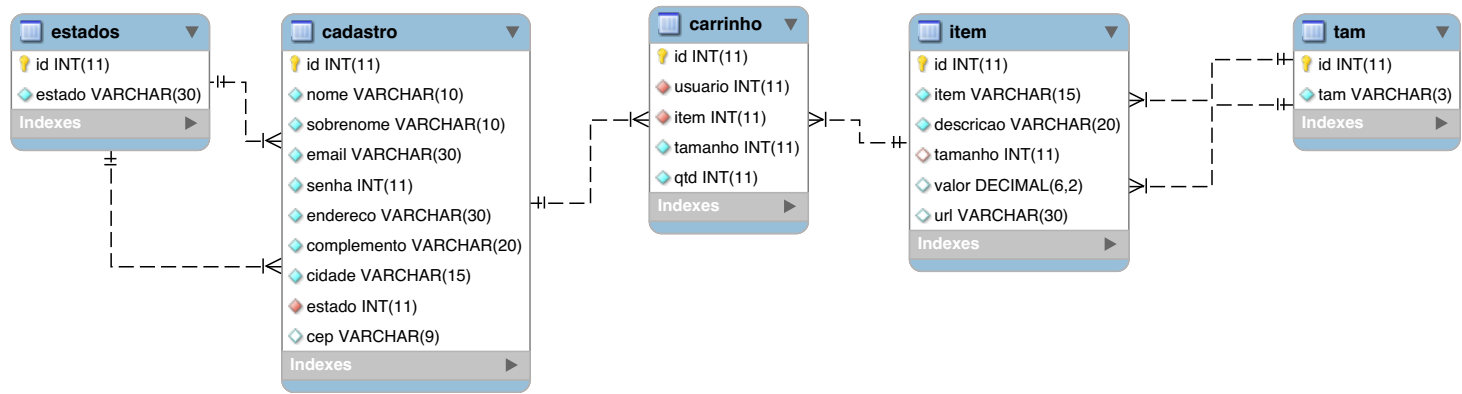 estados
id INT(11)
estado VARCHAR(30)
Indexes
cadastro
id INT(11)
nome VARCHAR(10)
sobrenome VARCHAR(10)
email VARCHAR(30)
senha INT(11)
endereco VARCHAR(30)
complemento VARCHAR(20)
cidade VARCHAR(15)
estado INT(11)
cep VARCHAR(9)
Indexes
carrinho
id INT(11)
usuario INT(11)
item INT(11)
tamanho INT(11)
qtd INT(11)
Indexes
item
id INT(11)
item VARCHAR(15)
descricao VARCHAR(20)
tamanho INT(11)
valor DECIMAL(6,2)
url VARCHAR(30)
Indexes
tam
id INT(11)
tam VARCHAR(3)
Indexes